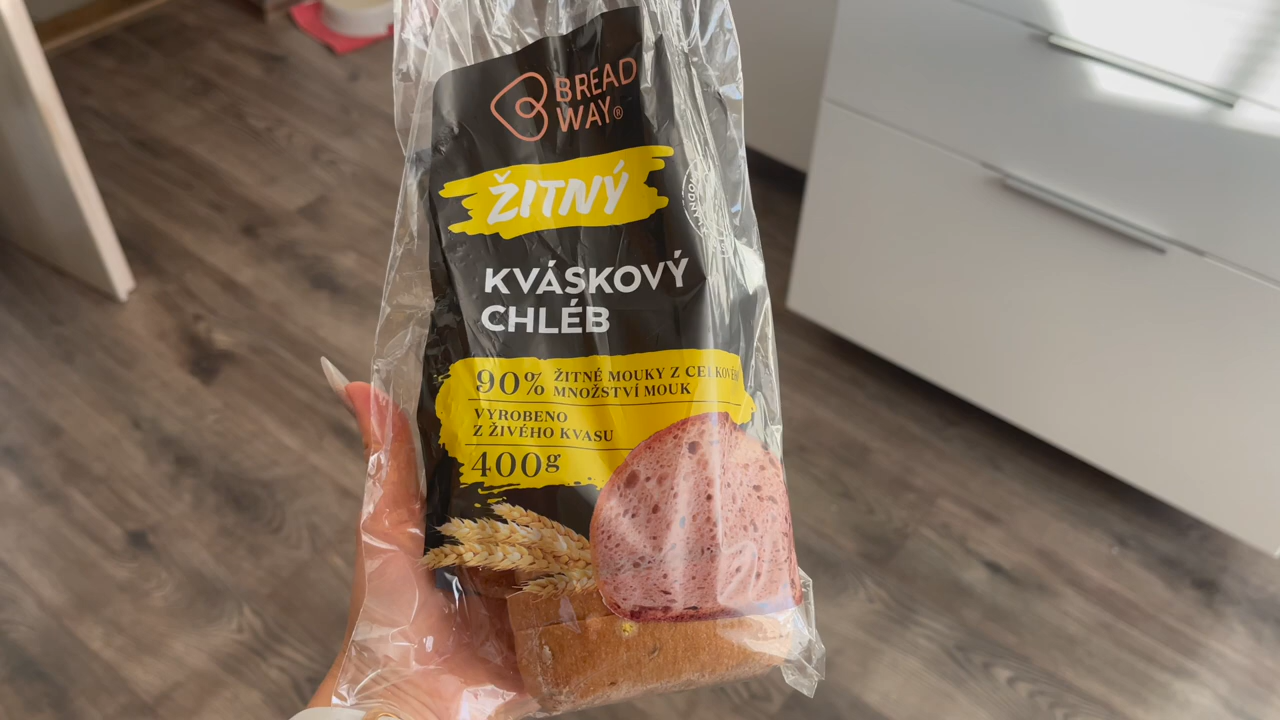 BREAD
WAY®
ŽITNÝ
KVÁSKOVÝ
CHLÉB
90% ŽITNÉ MOUKY Z CELKOVÉHO
MNOŽSTVÍ MOUK
VYROBENO
Z ŽIVÉHO KVASU
400g